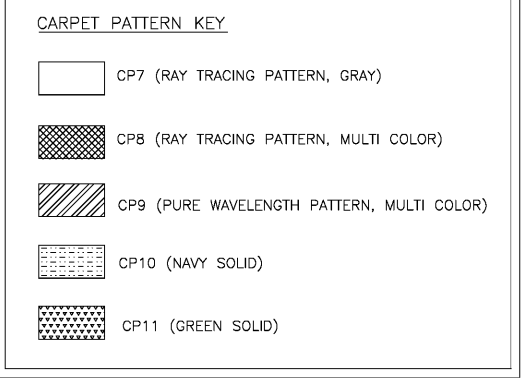 CARPET PATTERN KEY
CP7 (RAY TRACING PATTERN, GRAY)
CP8 (RAY TRACING PATTERN, MULTI COLOR)
CP9 (PURE WAVELENGTH PATTERN, MULTI COLOR)
CP10 (NAVY SOLID)
CP11 (GREEN SOLID)